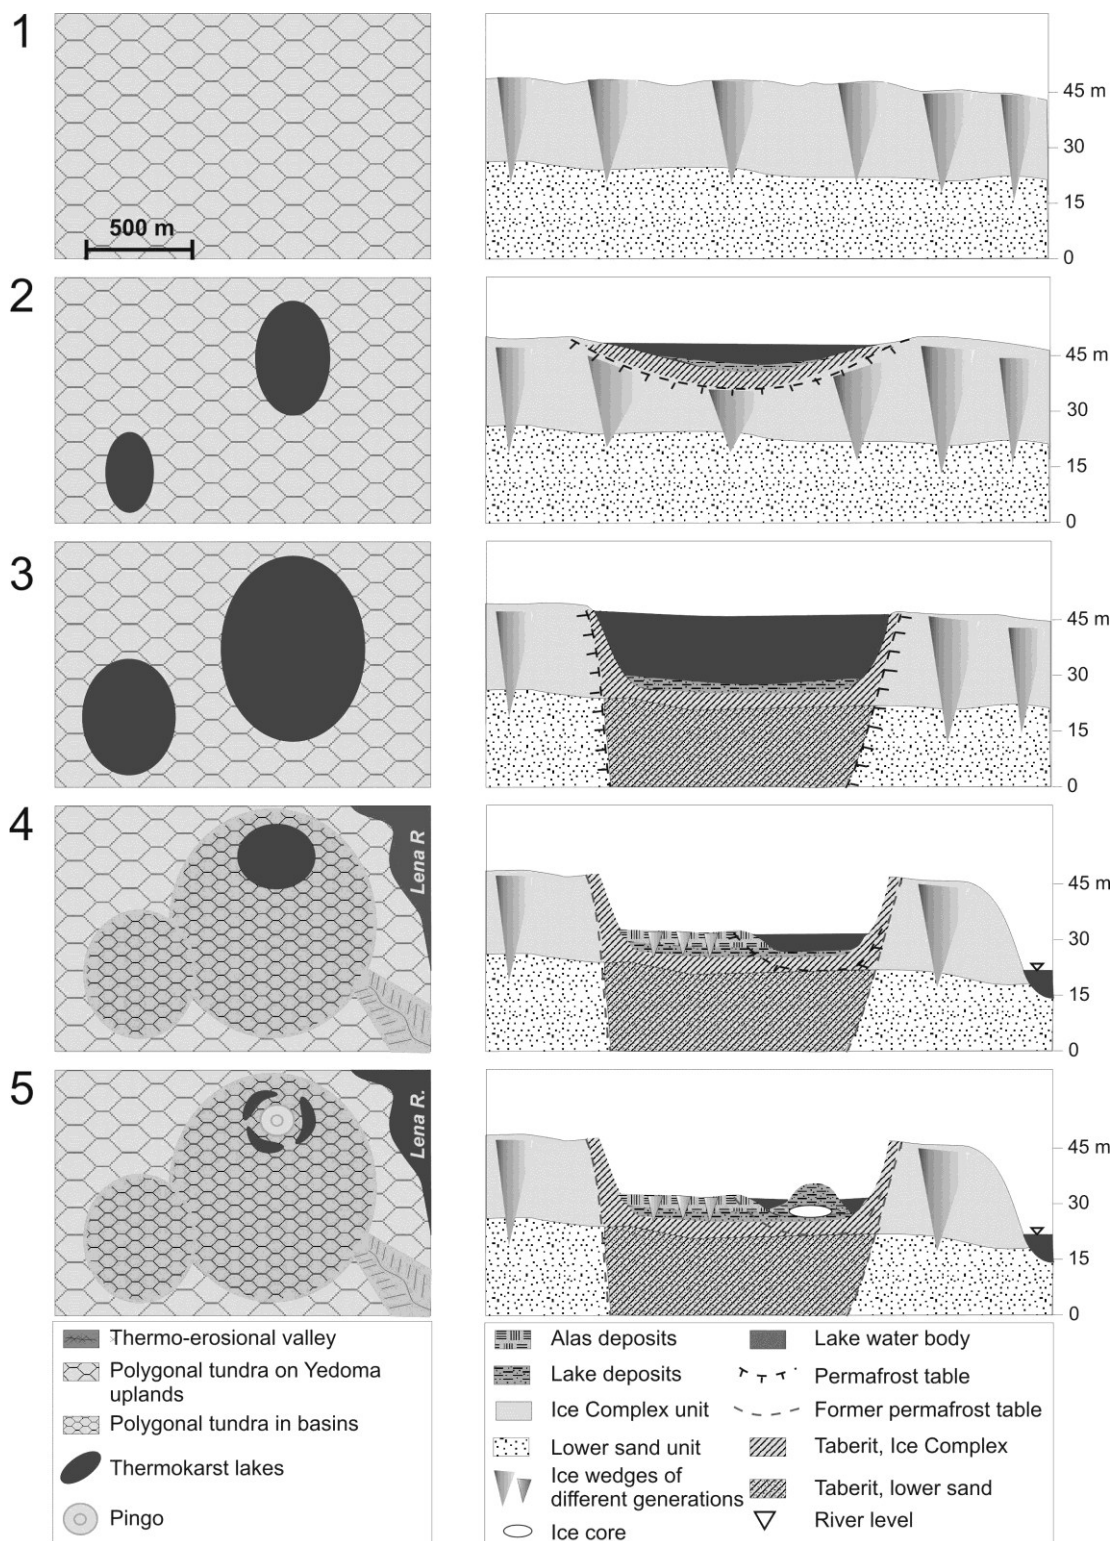 1
500 m
45 m
30
15
0
2
45 m
30
15
0
3
45 m
30
15
0
4
Lena R
45 m
30
15
0
5
Lena R.
45 m
30
15
0
Thermo-erosional valley
Polygonal tundra on Yedoma
uplands
Polygonal tundra in basins
Thermokarst lakes
Pingo
Alas deposits
Lake deposits
Ice Complex unit
Lower sand unit
Ice wedges of
different generations
Ice core
Lake water body
Permafrost table
Former permafrost table
Taberit, Ice Complex
Taberit, lower sand
River level